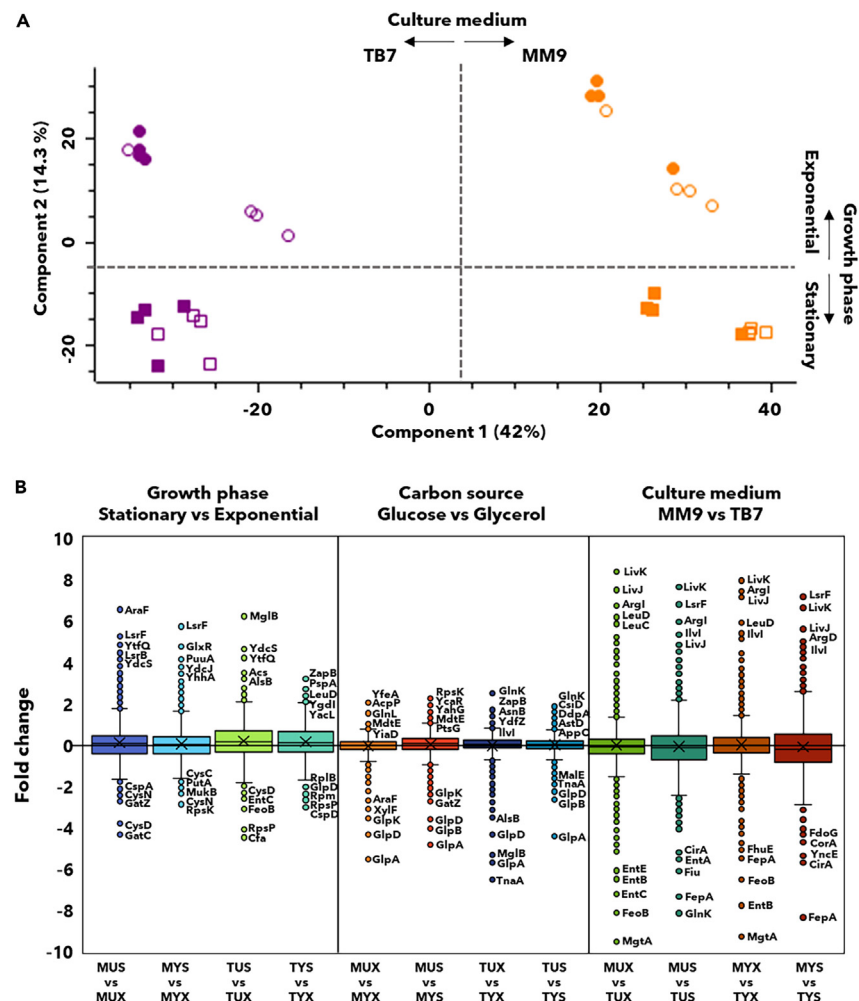 A
Culture medium
TB7
MM9
Component 2 (14.3 %)
20
0
-20
Exponential
Stationary
Growth phase
-20
0
20
40
Component 1 (42%)
B
Growth phase
Stationary vs Exponential
Carbon source
Glucose vs Glycerol
Culture medium
MM9 vs TB7
Fold change
10
8
6
4
2
0
-2
-4
-6
-8
-10
AraF
LsrF
YtfQ
LsrB
YdcS
CspA
CysN
GatZ
CysD
GatC
LsrF
GlxR
PuuA
YdcJ
YhhA
CysC
PutA
MukB
CysN
RpsK
MglB
YdcS
YtfQ
Acs
AlsB
CysD
EntC
FeoB
RpsP
Cfa
ZapB
PspA
LeuD
YgdI
YacL
RplB
GlpD
Rpm
RpsP
CspD
YfeA
AcpP
GlnL
MdtE
YiaD
AraF
XylF
GlpK
GlpD
GlpA
RpsK
YcaR
YahG
MdtE
PtsG
GlpK
GatZ
GlpD
GlpB
GlpA
GlnK
ZapB
AsnB
YdfZ
IlvI
AlsB
GlpD
MglB
GlpA
TnaA
GlnK
CsiD
DdpA
AstD
AppC
MalE
TnaA
GlpD
GlpB
GlpA
LivK
LivJ
ArgI
LeuD
LeuC
EntE
EntB
EntC
FeoB
MgtA
LivK
LsrF
ArgI
IlvI
LivJ
CirA
EntA
Fiu
FepA
GlnK
LivK
ArgI
LivJ
LeuD
IlvI
FhuE
FepA
FeoB
EntB
MgtA
LsrF
LivK
LivJ
ArgD
IlvI
FdoG
CorA
YncE
CirA
FepA
MUS
vs
MUX
MYS
vs
MYX
TUS
vs
TUX
TYS
vs
TYX
MUX
vs
MYX
MUS
vs
MYS
TUX
vs
TYX
TUS
vs
TYS
MUX
vs
TUX
MUS
vs
TUS
MYX
vs
TYX
MYS
vs
TYS